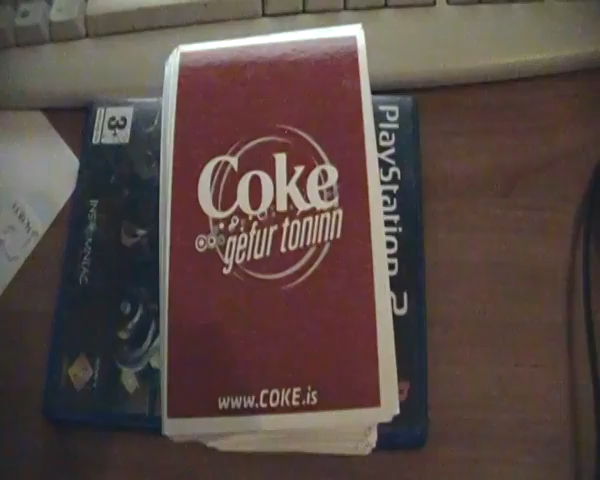 Coke
gefur tóninn
www.COKE.is
PlayStation 2
3+
INSOMNIAC